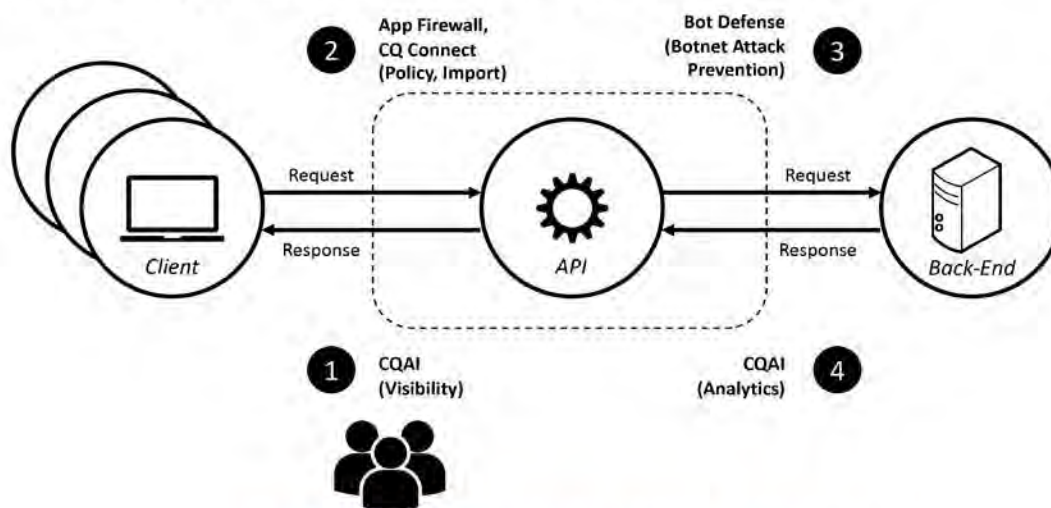 2
App Firewall,
CQ Connect
(Policy, Import)
Bot Defense
(Botnet Attack
Prevention)
3
Request
Request
Response
Response
Client
API
Back-End
1
CQAI
(Visibility)
CQAI
(Analytics)
4